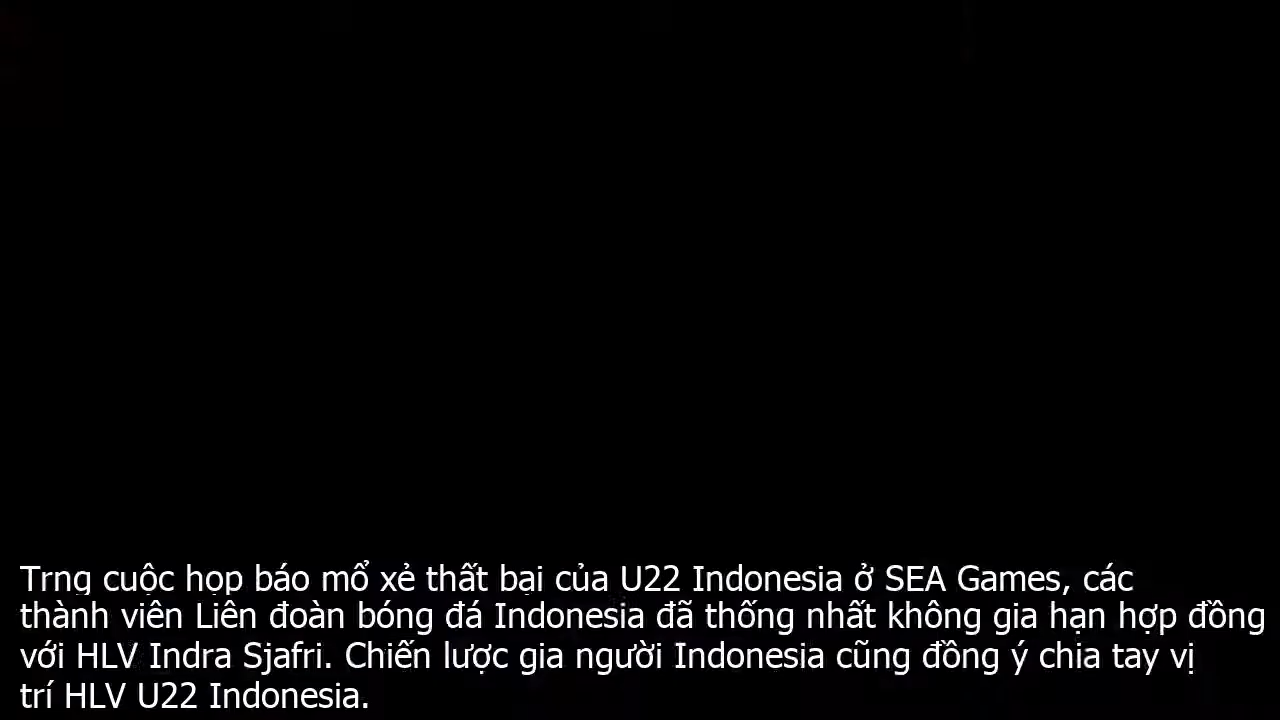 Trng cuộc họp báo mổ xẻ thất bại của U22 Indonesia ở SEA Games, các
thành viên Liên đoàn bóng đá Indonesia đã thống nhất không gia hạn hợp đồng
với HLV Indra Sjafri. Chiến lược gia người Indonesia cũng đồng ý chia tay vị
trí HLV U22 Indonesia.